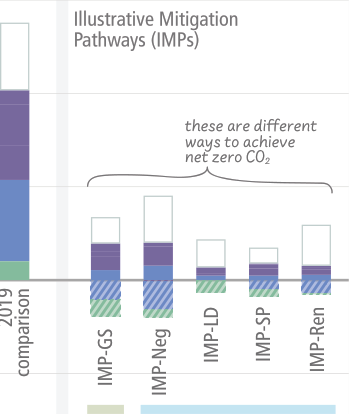 Illustrative Mitigation
Pathways (IMPs)
these are different
ways to achieve
net zero CO₂
2019
comparison
IMP-GS
IMP-Neg
IMP-LD
IMP-SP
IMP-Ren